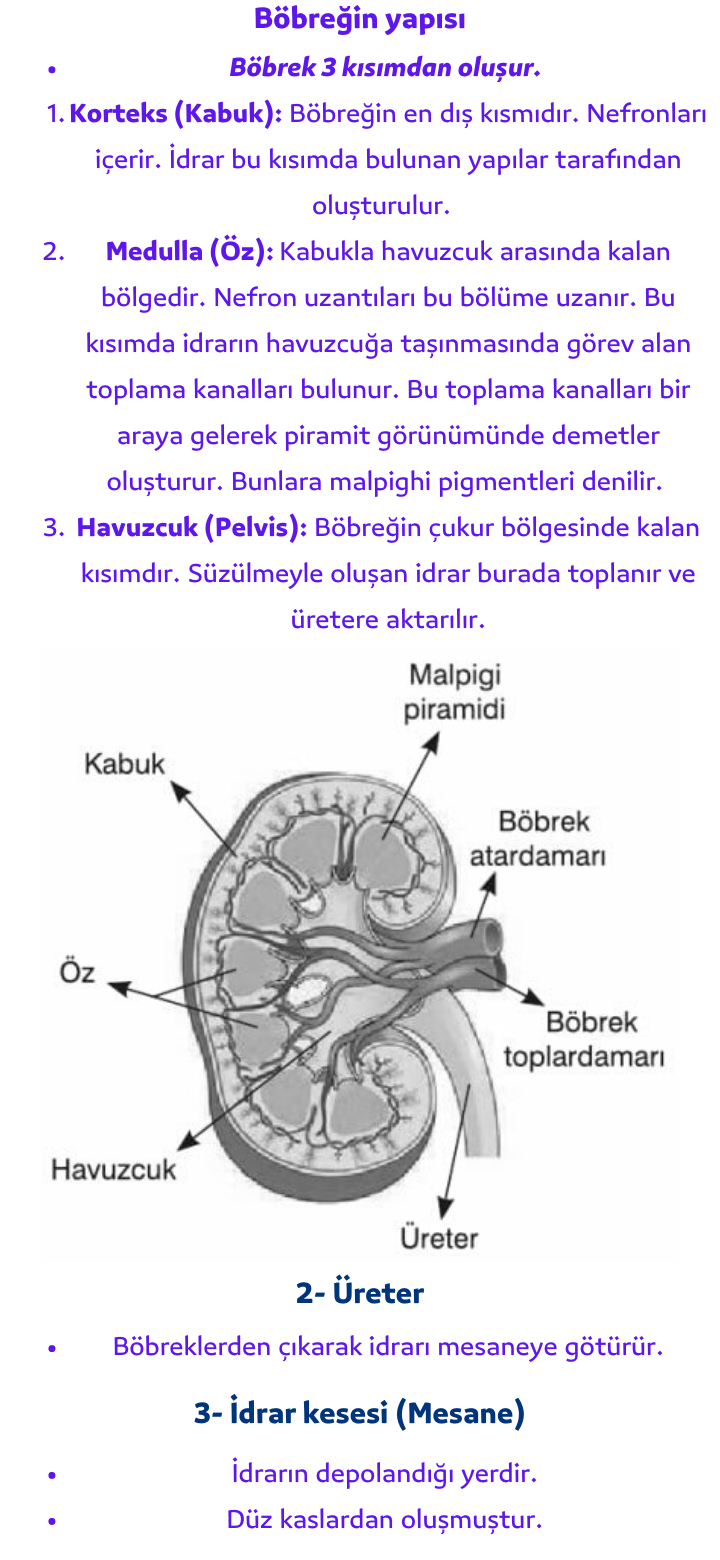 Böbreğin yapısı
• Böbrek 3 kısımdan oluşur.
1. Korteks (Kabuk): Böbreğin en dış kısmıdır. Nefronları
içerir. İdrar bu kısımda bulunan yapılar tarafından
oluşturulur.
2. Medulla (Öz): Kabukla havuzcuk arasında kalan
bölgedir. Nefron uzantıları bu bölüme uzanır. Bu
kısımda idrarın havuzcuğa taşınmasında görev alan
toplama kanalları bulunur. Bu toplama kanalları bir
araya gelerek piramit görünümünde demetler
oluşturur. Bunlara malpighi pigmentleri denilir.
3. Havuzcuk (Pelvis): Böbreğin çukur bölgesinde kalan
kısımdır. Süzülmeyle oluşan idrar burada toplanır ve
üretere aktarılır.
Malpigi
piramidi
Kabuk
Böbrek
atardamarı
Öz
Böbrek
toplardamarı
Havuzcuk
Üreter
2- Üreter
• Böbreklerden çıkarak idrarı mesaneye götürür.
3- İdrar kesesi (Mesane)
• İdrarın depolandığı yerdir.
• Düz kaslardan oluşmuştur.